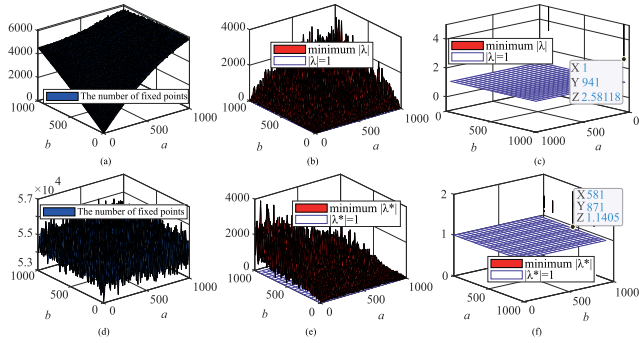 6000
4000
2000
0
1000
500
0
0
500
1000
b
a
The number of fixed points
(a)
4000
2000
0
1000
500
0
0
500
1000
b
a
minimum |λ|
|λ|=1
(b)
4
2
0
1000
500
0
1000
500
0
b
a
minimum |λ|
|λ|=1
X 1
Y 941
Z 2.58118
(c)
×10⁴
5.7
5.5
5.3
1000
500
0
0
500
1000
b
a
The number of fixed points
(d)
4000
2000
0
1000
500
0
0
500
1000
b
a
minimum |λ*|
|λ*|=1
(e)
2
1
0
1000
500
0
0
500
1000
a
b
minimum |λ*|
|λ*|=1
X 581
Y 871
Z 1.1405
(f)